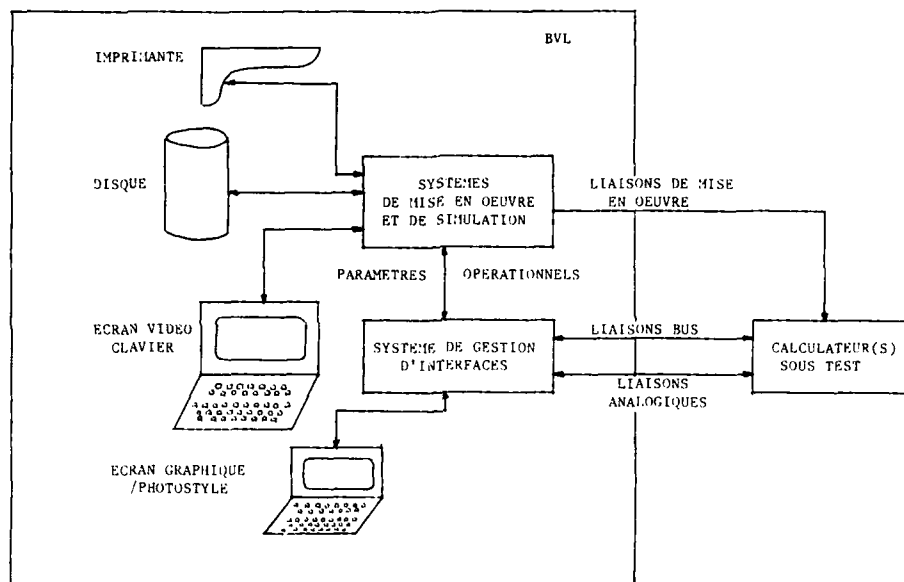 BVL
IMPRIMANTE
DISQUE
SYSTEMES
DE MISE EN OEUVRE
ET DE SIMULATION
LIAISONS DE MISE
EN OEUVRE
PARAMETRES OPERATIONNELS
ECRAN VIDEO
CLAVIER
SYSTEME DE GESTION
D'INTERFACES
LIAISONS BUS
LIAISONS
ANALOGIQUES
CALCULATEUR(S)
SOUS TEST
ECRAN GRAPHIQUE
/PHOTOSTYLE